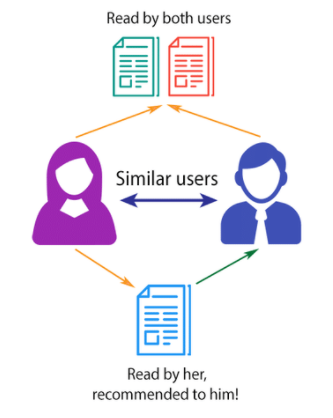 Read by both users
Similar users
Read by her,
recommended to him!